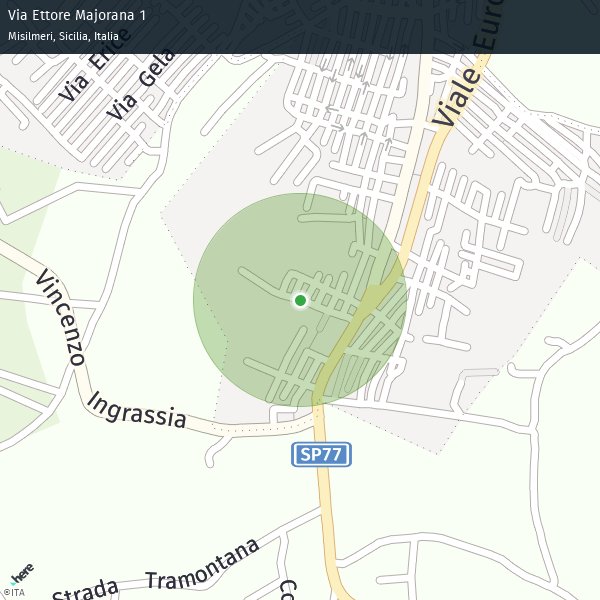 Via Ettore Majorana 1
Misilmeri, Sicilia, Italia
Via Erice
Via Gela
Viale Euro
Vincenzo
Ingrassia
SP77
Strada Tramontana
Co
here
©ITA